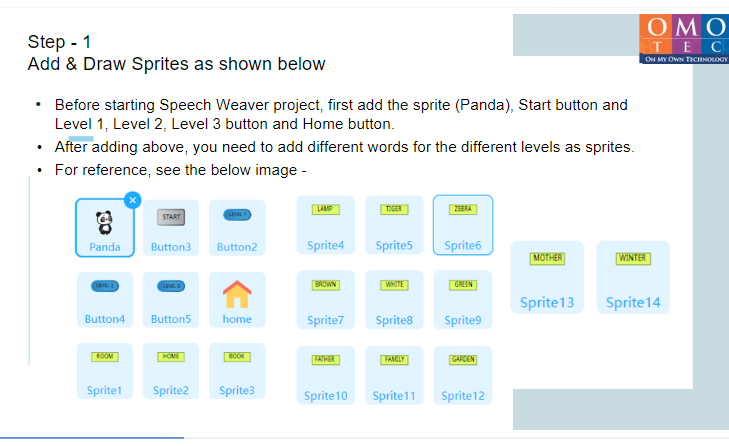 Step - 1
Add & Draw Sprites as shown below
OMO
TEC
ON MY OWN TECHNOLOGY
• Before starting Speech Weaver project, first add the sprite (Panda), Start button and
Level 1, Level 2, Level 3 button and Home button.
• After adding above, you need to add different words for the different levels as sprites.
• For reference, see the below image -
START
LEVEL 1
Panda
Button3
Button2
LEVEL 2
LEVEL 3
Button4
Button5
home
ROOM
HOME
BOOK
Sprite1
Sprite2
Sprite3
LAMP
TIGER
ZEBRA
Sprite4
Sprite5
Sprite6
BROWN
WHITE
GREEN
Sprite7
Sprite8
Sprite9
FATHER
FAMILY
GARDEN
Sprite10
Sprite11
Sprite12
MOTHER
WINTER
Sprite13
Sprite14